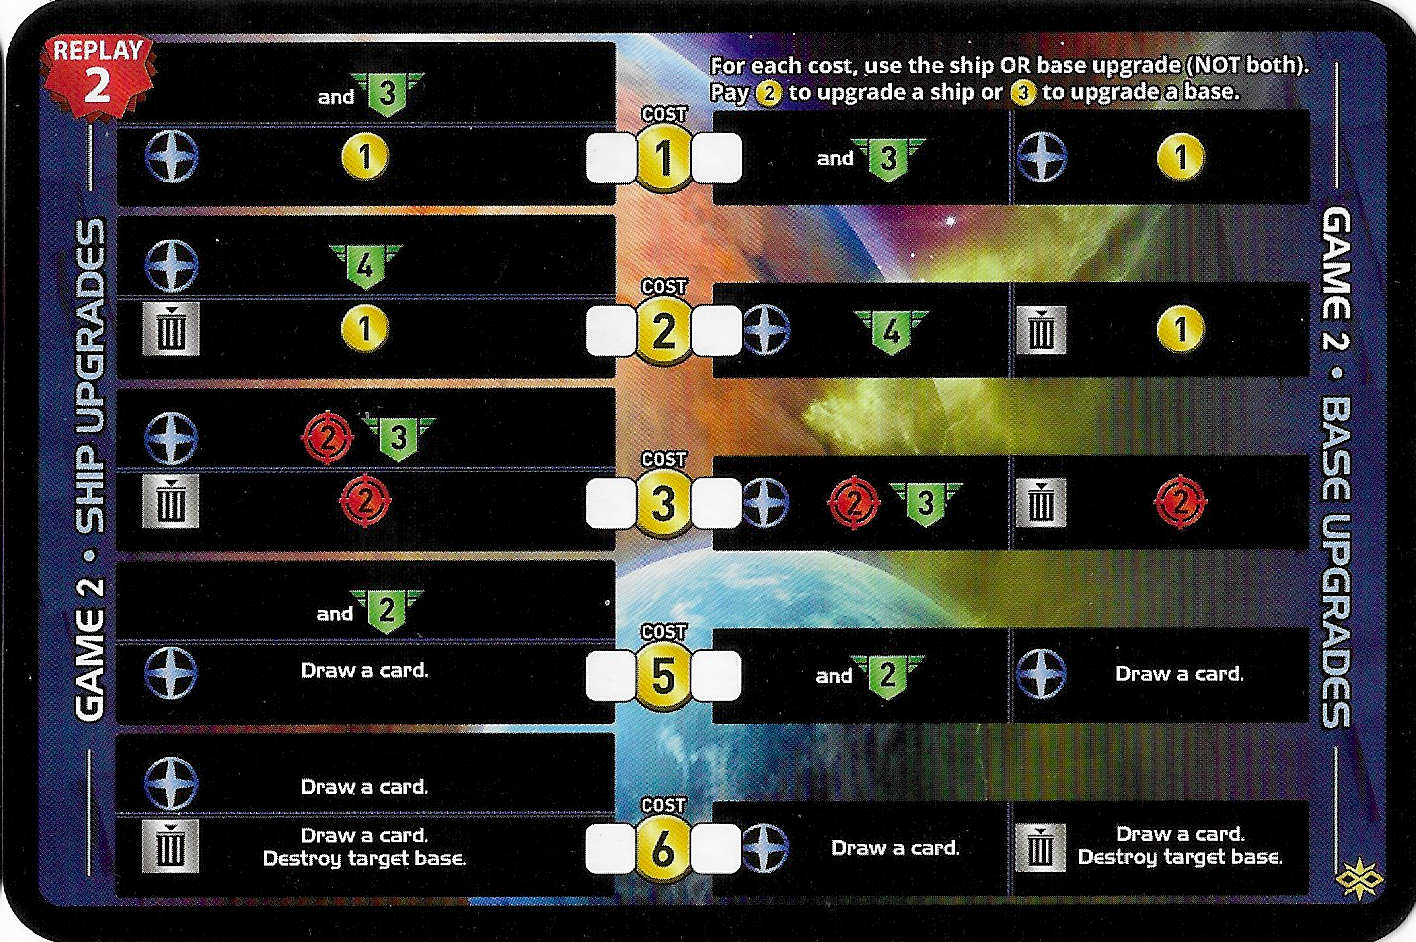 REPLAY
2
For each cost, use the ship OR base upgrade (NOT both).
Pay 2 to upgrade a ship or 3 to upgrade a base.
GAME 2 • SHIP UPGRADES
and 3
1
COST
1
and 3
1
4
1
COST
2
4
1
2 3
2
COST
3
2 3
2
and 2
Draw a card.
COST
5
and 2
Draw a card.
Draw a card.
Draw a card.
Destroy target base.
COST
6
Draw a card.
Draw a card.
Destroy target base.
GAME 2 • BASE UPGRADES